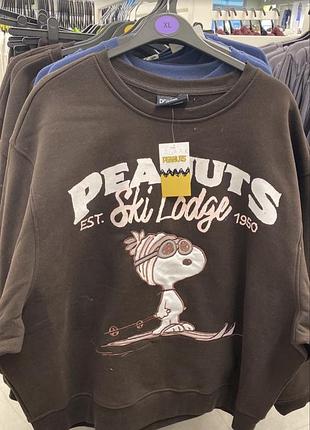 XL
PEANUTS
PEANUTS
Ski Lodge
EST. 1950